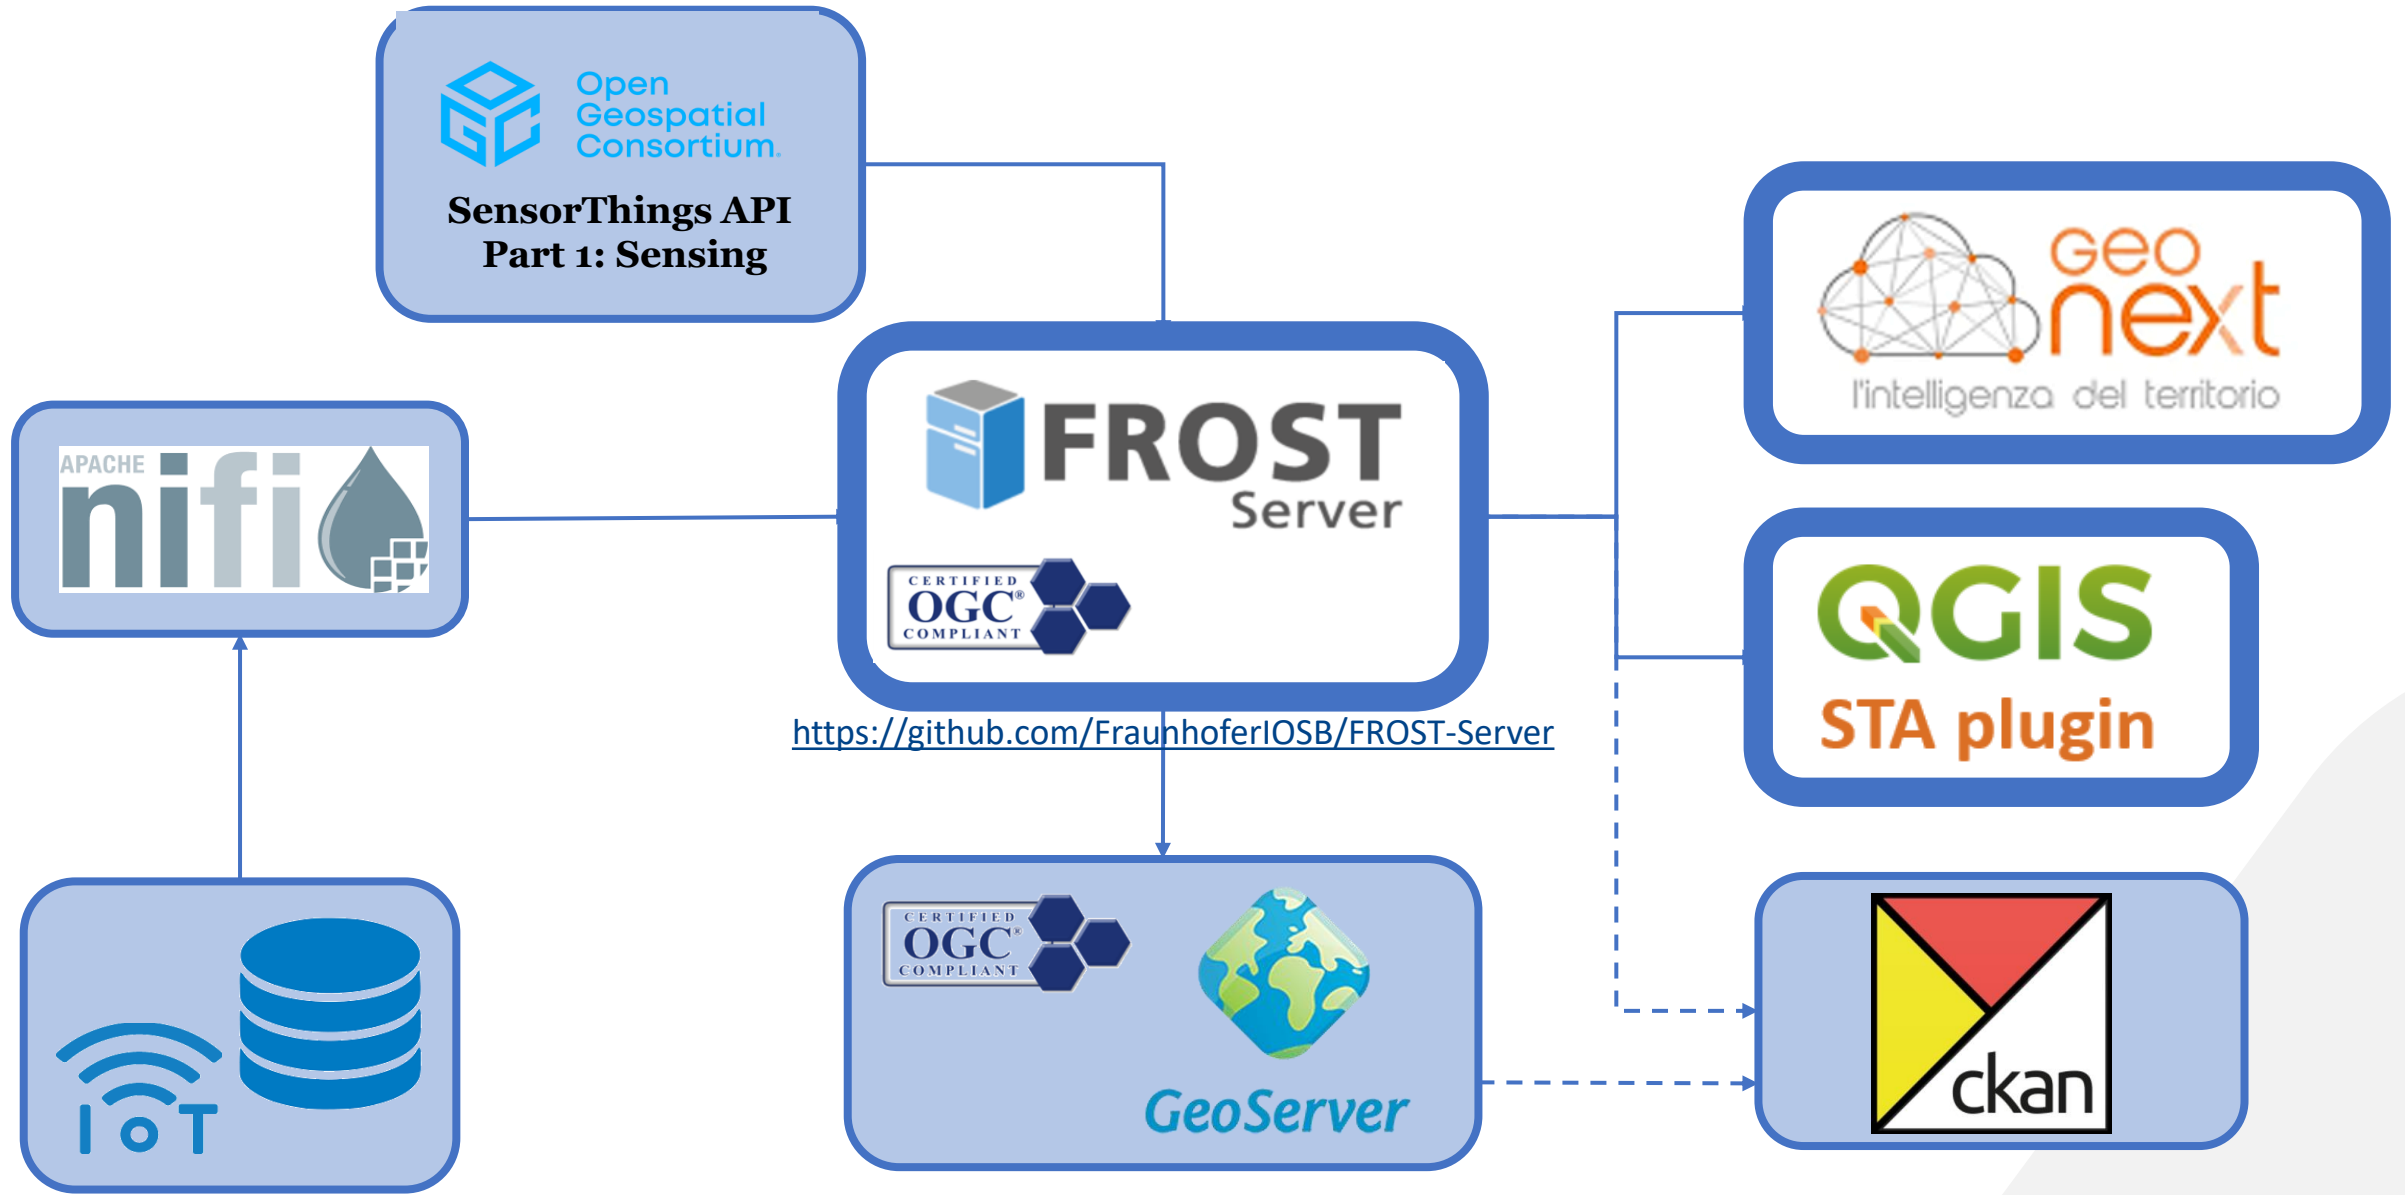 Open
Geospatial
Consortium.
SensorThings API
Part 1: Sensing
APACHE
nifi
FROST
Server
CERTIFIED
OGC®
COMPLIANT
https://github.com/FraunhoferIOSB/FROST-Server
GEO
next
l'intelligenza del territorio
QGIS
STA plugin
IoT
CERTIFIED
OGC®
COMPLIANT
GeoServer
ckan